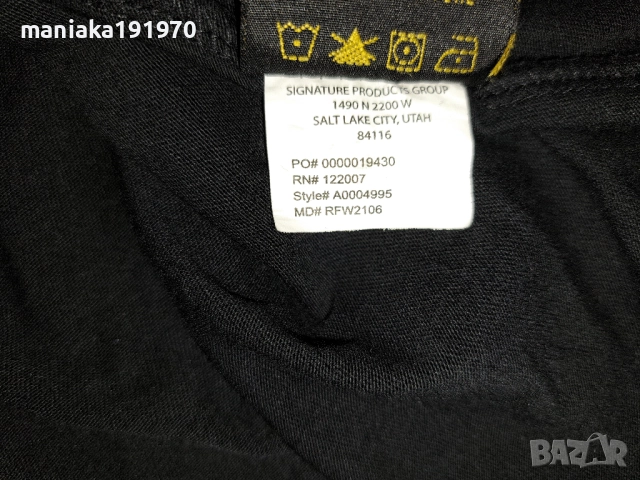 maniaka191970
SIGNATURE PRODUCTS GROUP
1490 N 2200 W
SALT LAKE CITY, UTAH
84116
PO# 0000019430
RN# 122007
Style# A0004995
MD# RFW2106
BAZAR